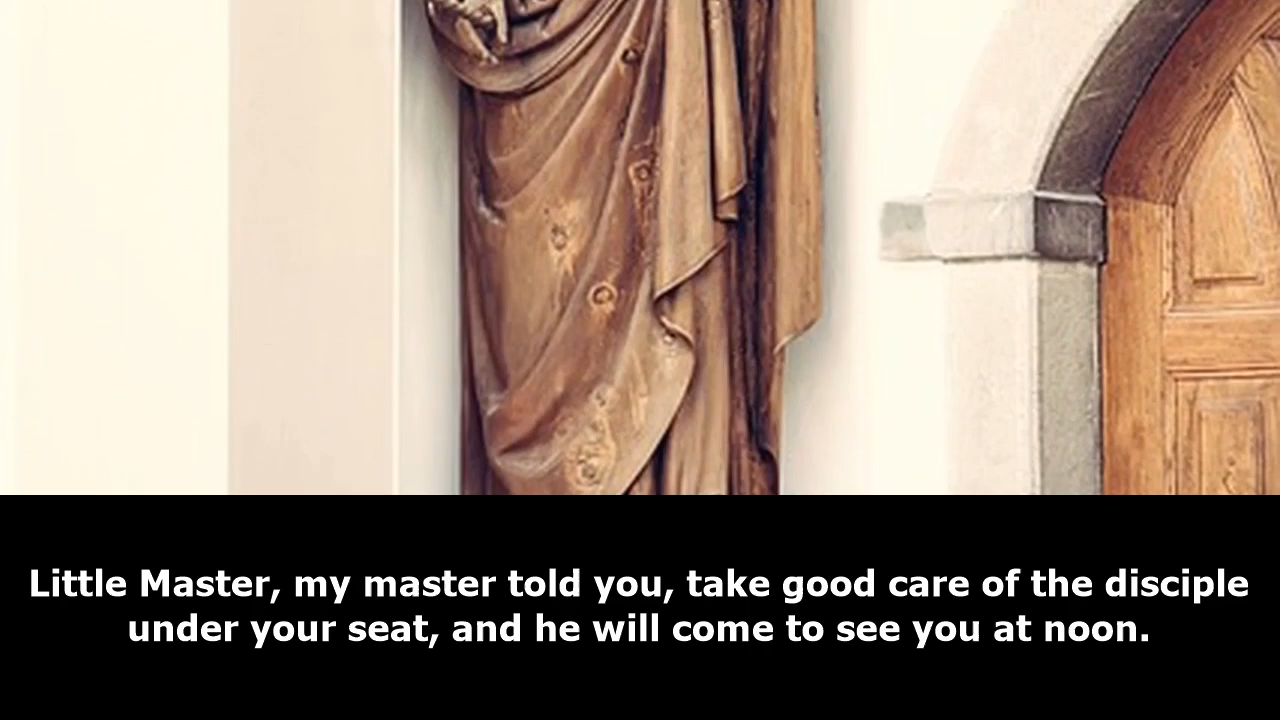 Little Master, my master told you, take good care of the disciple
under your seat, and he will come to see you at noon.